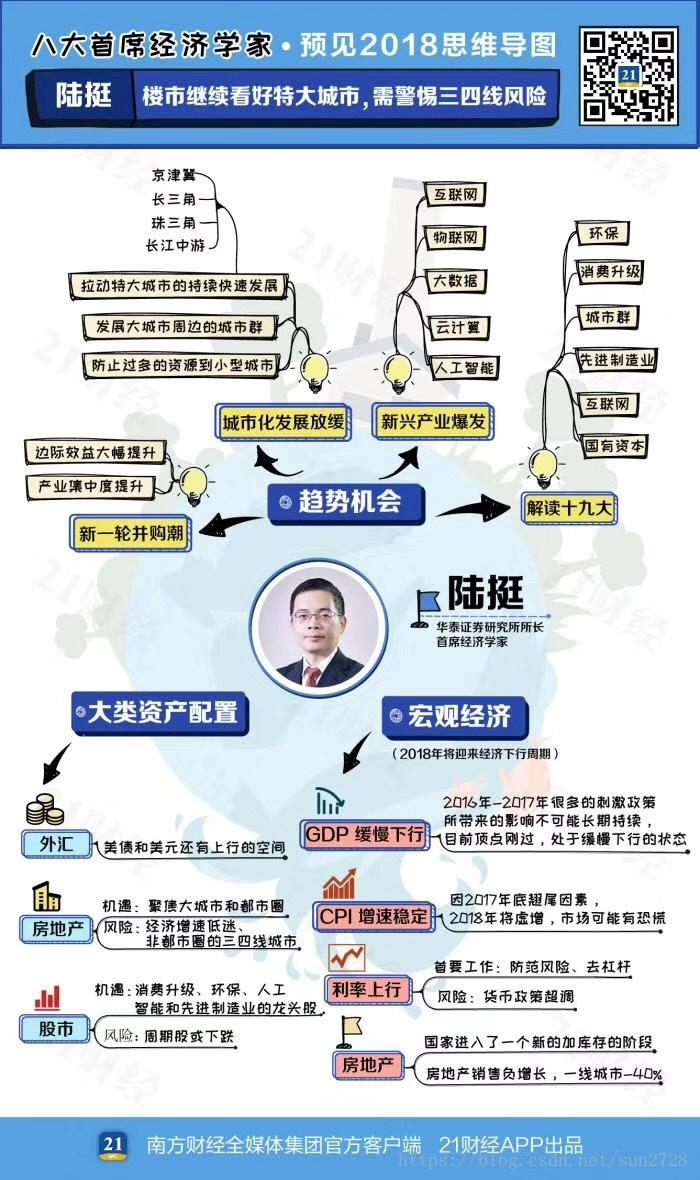 八大首席经济学家·预见2018思维导图
陆挺
楼市继续看好特大城市，需警惕三四线风险
21
京津冀
长三角
珠三角
长江中游
拉动特大城市的持续快速发展
发展大城市周边的城市群
防止过多的资源到小型城市
城市化发展放缓
互联网
物联网
大数据
云计算
人工智能
新兴产业爆发
环保
消费升级
城市群
先进制造业
互联网
国有资本
解读十九大
边际效益大幅提升
产业集中度提升
新一轮并购潮
趋势机会
陆挺
华泰证券研究所所长
首席经济学家
大类资产配置
外汇
美债和美元还有上行的空间
房地产
机遇：聚焦大城市和都市圈
风险：经济增速低迷、
非都市圈的三四线城市
股市
机遇：消费升级、环保、人工
智能和先进制造业的龙头股
风险：周期股或下跌
宏观经济
（2018年将迎来经济下行周期）
GDP 缓慢下行
2016年-2017年很多的刺激政策
所带来的影响不可能长期持续，
目前顶点刚过，处于缓慢下行的状态
CPI 增速稳定
因2017年底翘尾因素，
2018年将虚增，市场可能有恐慌
利率上行
首要工作：防范风险、去杠杆
风险：货币政策超调
房地产
国家进入了一个新的加库存的阶段
房地产销售负增长，一线城市-40%
21
南方财经全媒体集团官方客户端 21财经APP出品
https://blog.csdn.net/sun2728
21财经